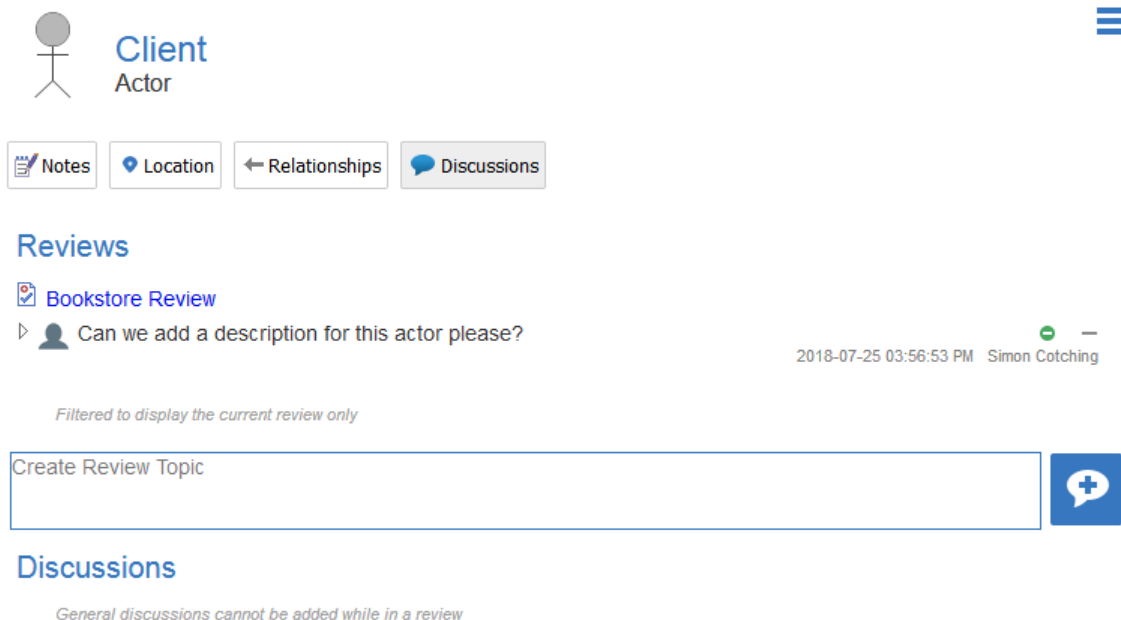 Client
Actor
Notes Location Relationships Discussions
Reviews
Bookstore Review
Can we add a description for this actor please?
2018-07-25 03:56:53 PM Simon Cotching
Filtered to display the current review only
Create Review Topic
Discussions
General discussions cannot be added while in a review